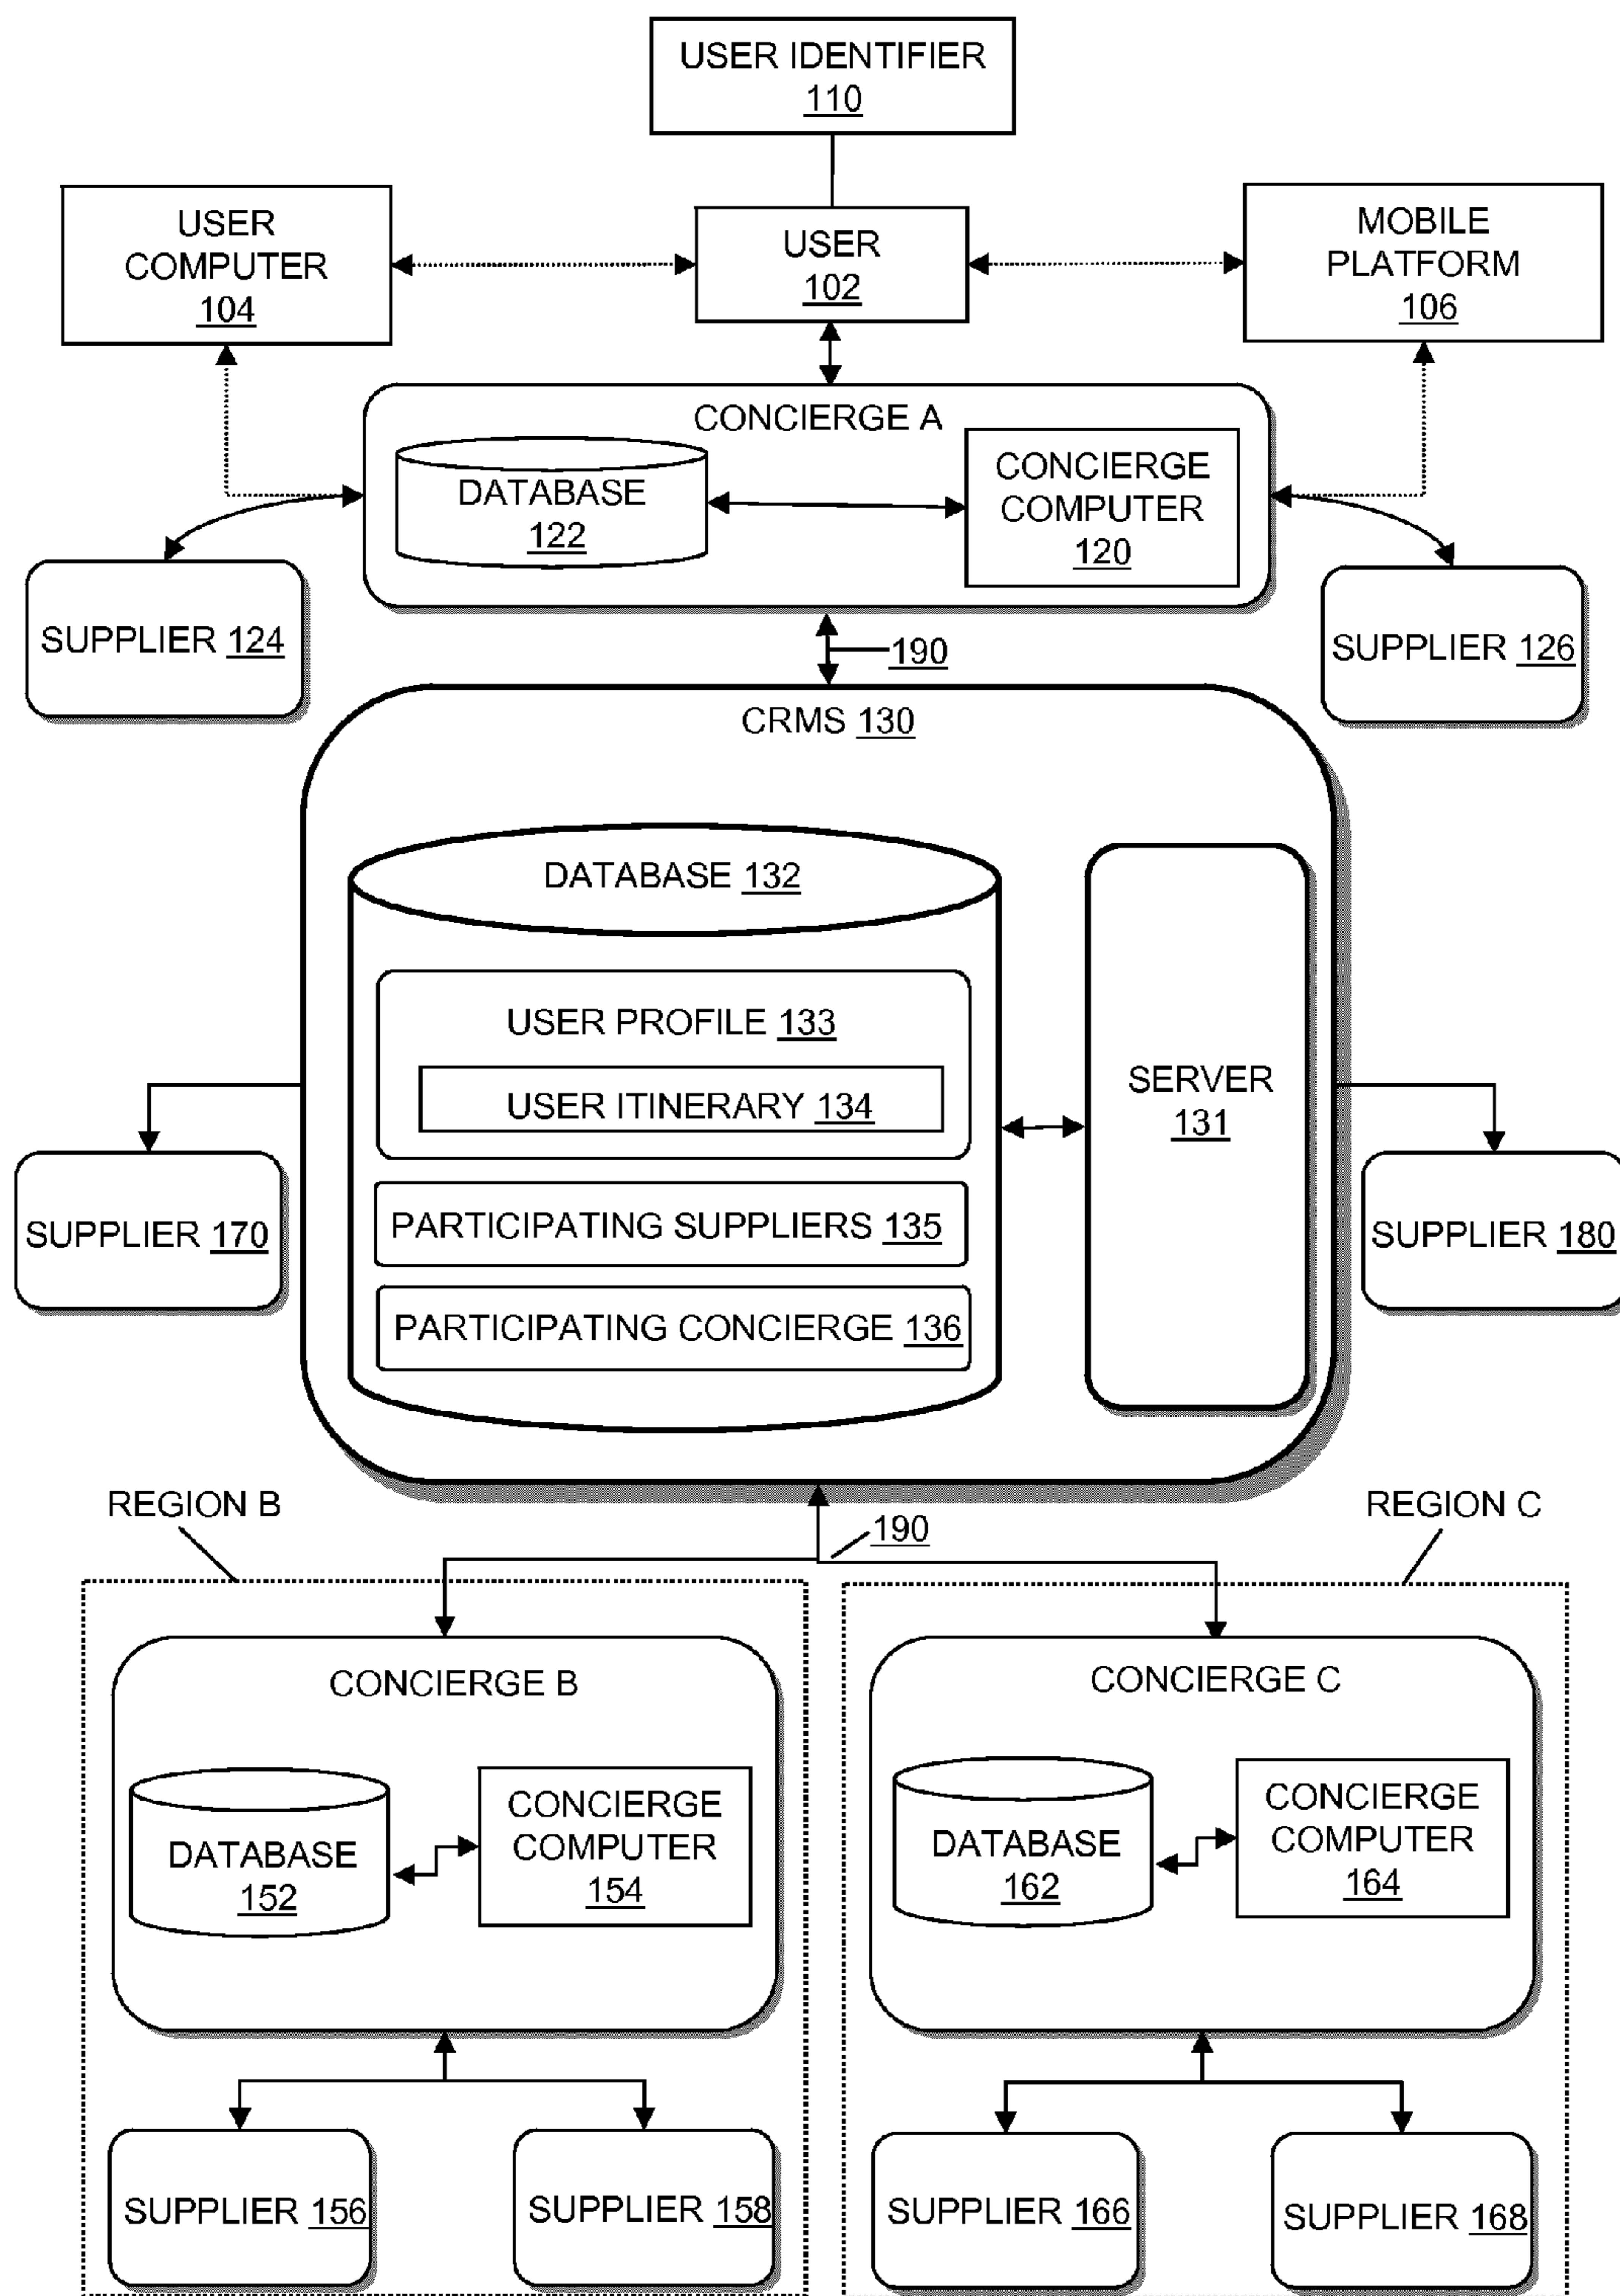 USER IDENTIFIER
110
USER
COMPUTER
104
USER
102
MOBILE
PLATFORM
106
CONCIERGE A
DATABASE
122
CONCIERGE
COMPUTER
120
SUPPLIER 124
SUPPLIER 126
190
CRMS 130
DATABASE 132
USER PROFILE 133
USER ITINERARY 134
PARTICIPATING SUPPLIERS 135
PARTICIPATING CONCIERGE 136
SERVER
131
SUPPLIER 170
SUPPLIER 180
REGION B
190
REGION C
CONCIERGE B
DATABASE
152
CONCIERGE
COMPUTER
154
CONCIERGE C
DATABASE
162
CONCIERGE
COMPUTER
164
SUPPLIER 156
SUPPLIER 158
SUPPLIER 166
SUPPLIER 168